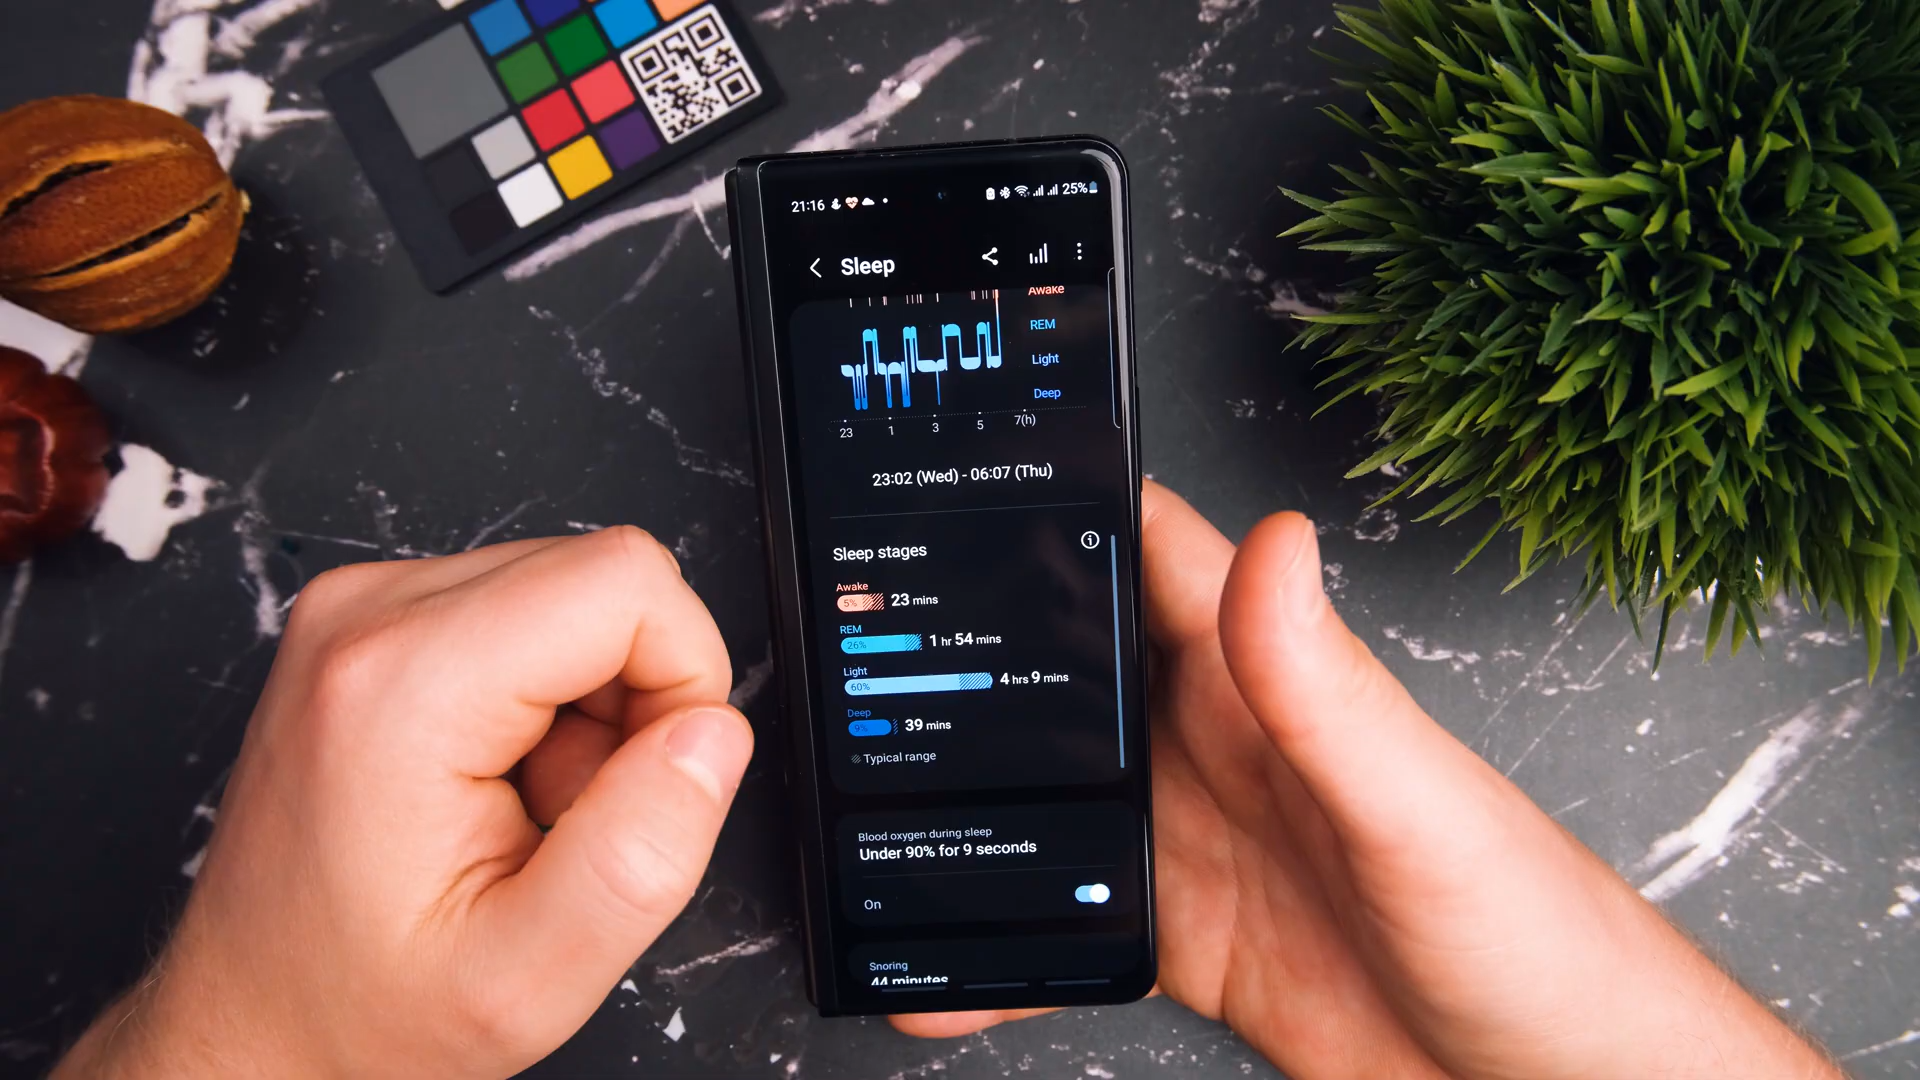 21:16
25%
Sleep
Awake
REM
Light
Deep
23 1 3 5 7(h)
23:02 (Wed) - 06:07 (Thu)
Sleep stages
Awake
5% 23 mins
REM
26% 1 hr 54 mins
Light
60% 4 hrs 9 mins
Deep
9% 39 mins
Typical range
Blood oxygen during sleep
Under 90% for 9 seconds
On
Snoring
44 minutes